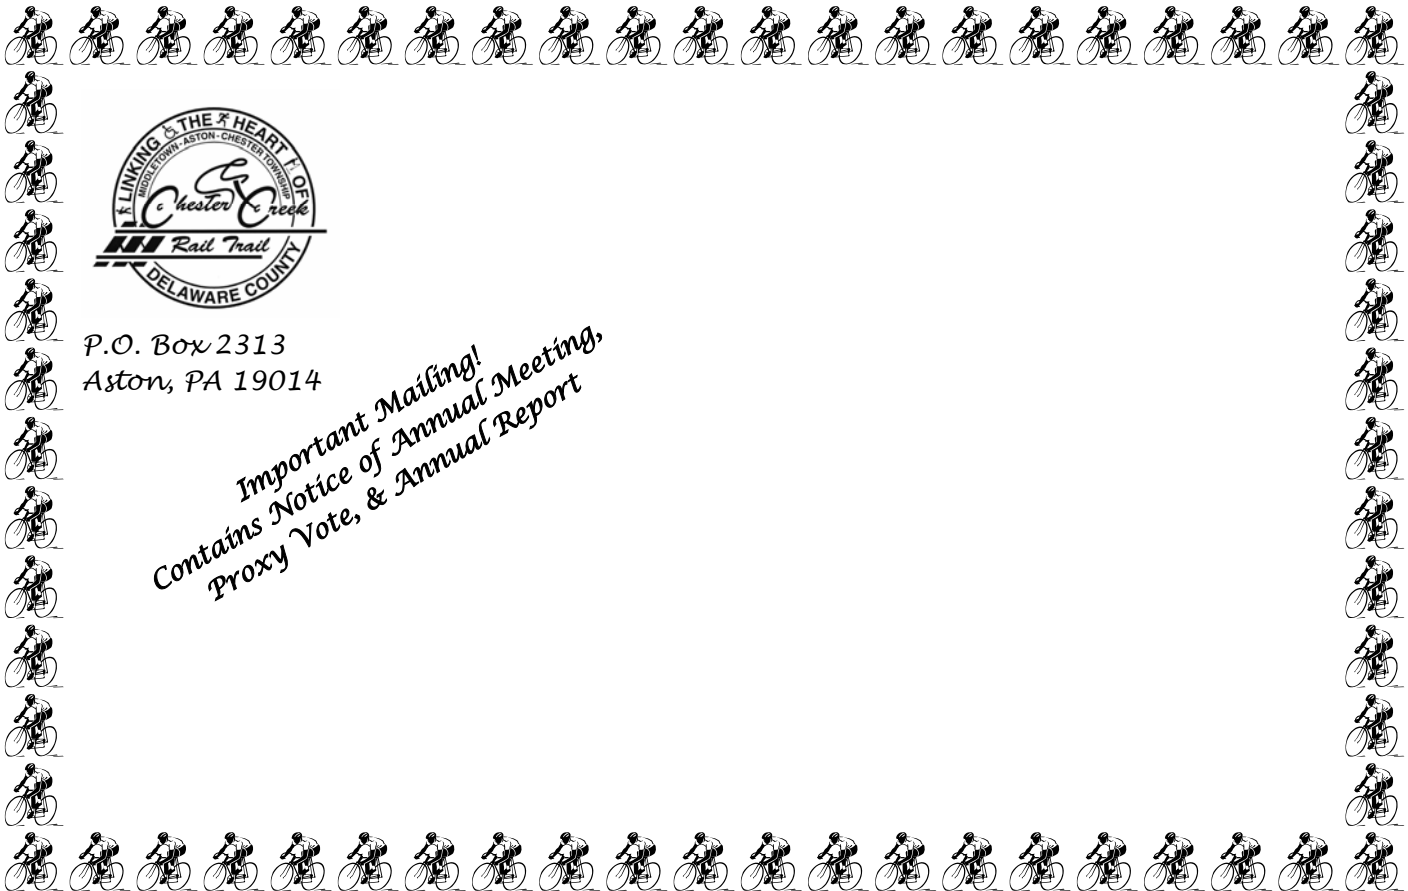 LINKING THE HEART OF
MIDDLETOWN-ASTON-CHESTER TOWNSHIP
Chester Creek
Rail Trail
DELAWARE COUNTY
P.O. Box 2313
Aston, PA 19014
Important Mailing!
Contains Notice of Annual Meeting,
Proxy Vote, & Annual Report